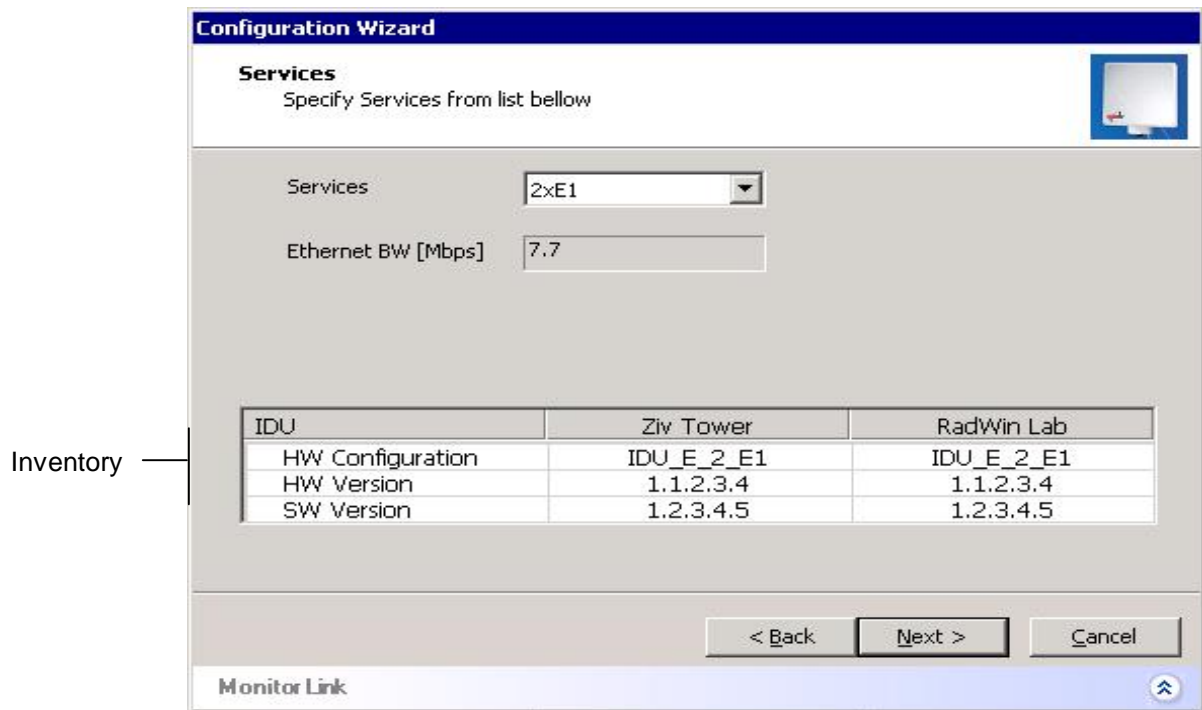 Configuration Wizard
Services
Specify Services from list bellow
Services 2xE1
Ethernet BW [Mbps] 7.7
Inventory
IDU Ziv Tower RadWin Lab
HW Configuration IDU_E_2_E1 IDU_E_2_E1
HW Version 1.1.2.3.4 1.1.2.3.4
SW Version 1.2.3.4.5 1.2.3.4.5
< Back Next > Cancel
Monitor Link